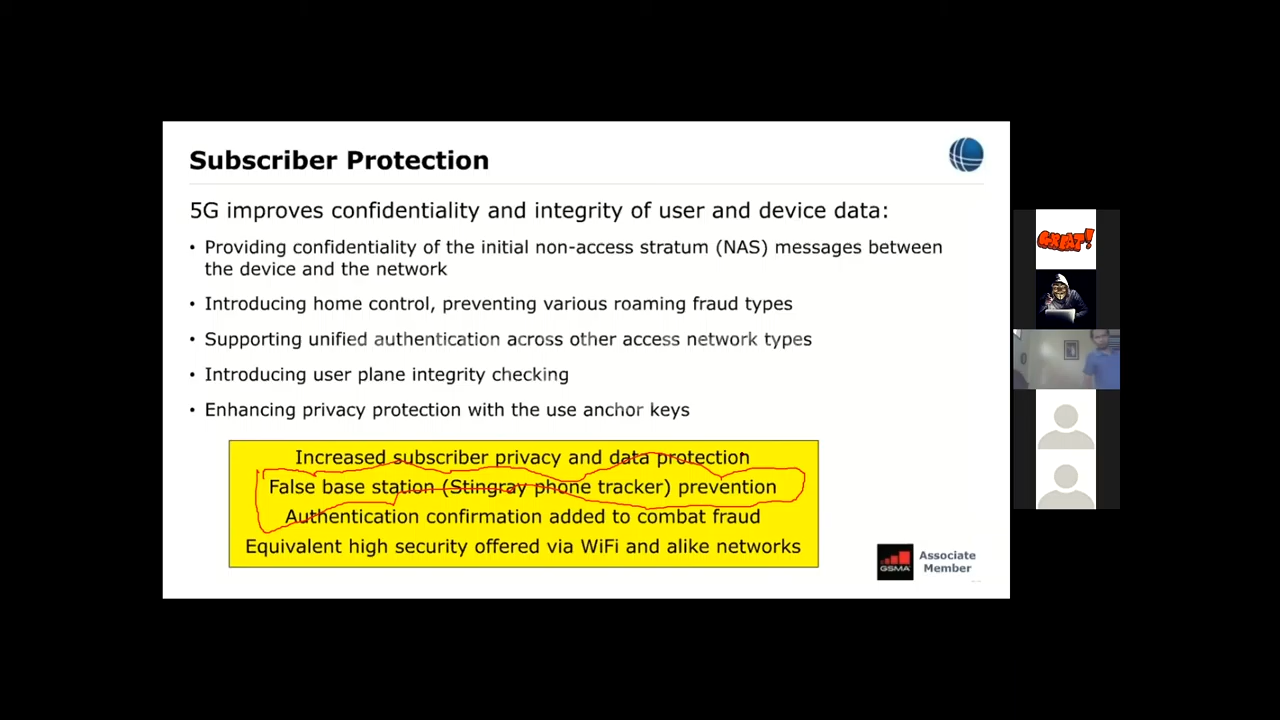 Subscriber Protection
5G improves confidentiality and integrity of user and device data:
• Providing confidentiality of the initial non-access stratum (NAS) messages between
the device and the network
• Introducing home control, preventing various roaming fraud types
• Supporting unified authentication across other access network types
• Introducing user plane integrity checking
• Enhancing privacy protection with the use anchor keys
Increased subscriber privacy and data protection
False base station (Stingray phone tracker) prevention
Authentication confirmation added to combat fraud
Equivalent high security offered via WiFi and alike networks
GSMA
Associate
Member
GREAT!